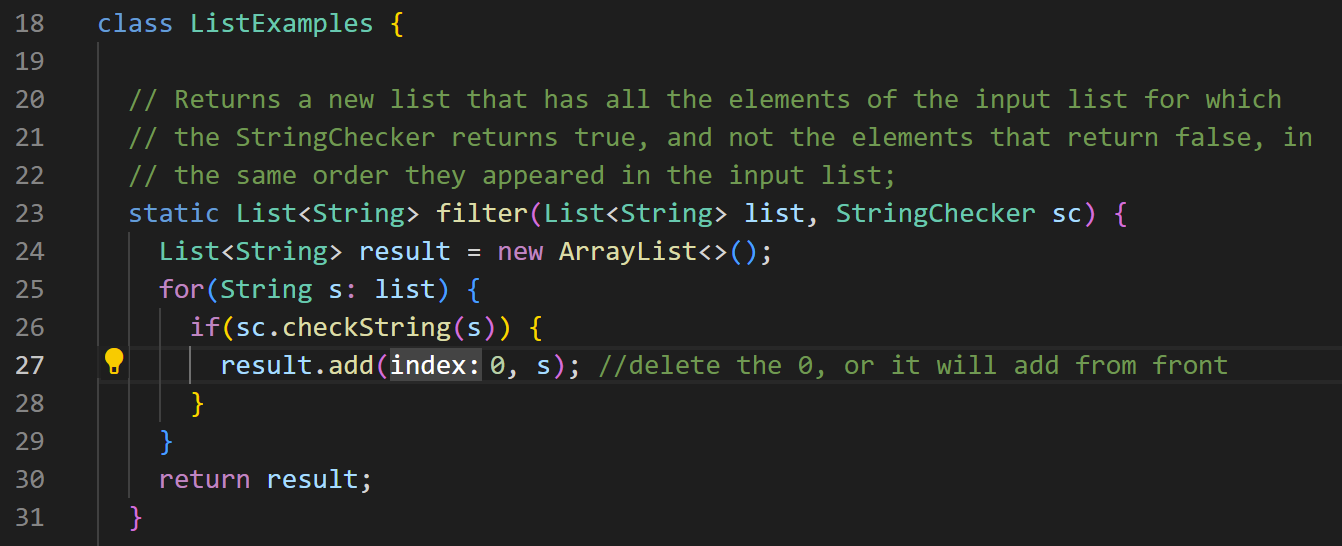 18 class ListExamples {
19
20 // Returns a new list that has all the elements of the input list for which
21 // the StringChecker returns true, and not the elements that return false, in
22 // the same order they appeared in the input list;
23 static List<String> filter(List<String> list, StringChecker sc) {
24 List<String> result = new ArrayList<>();
25 for(String s: list) {
26 if(sc.checkString(s)) {
27 result.add(index: 0, s); //delete the 0, or it will add from front
28 }
29 }
30 return result;
31 }